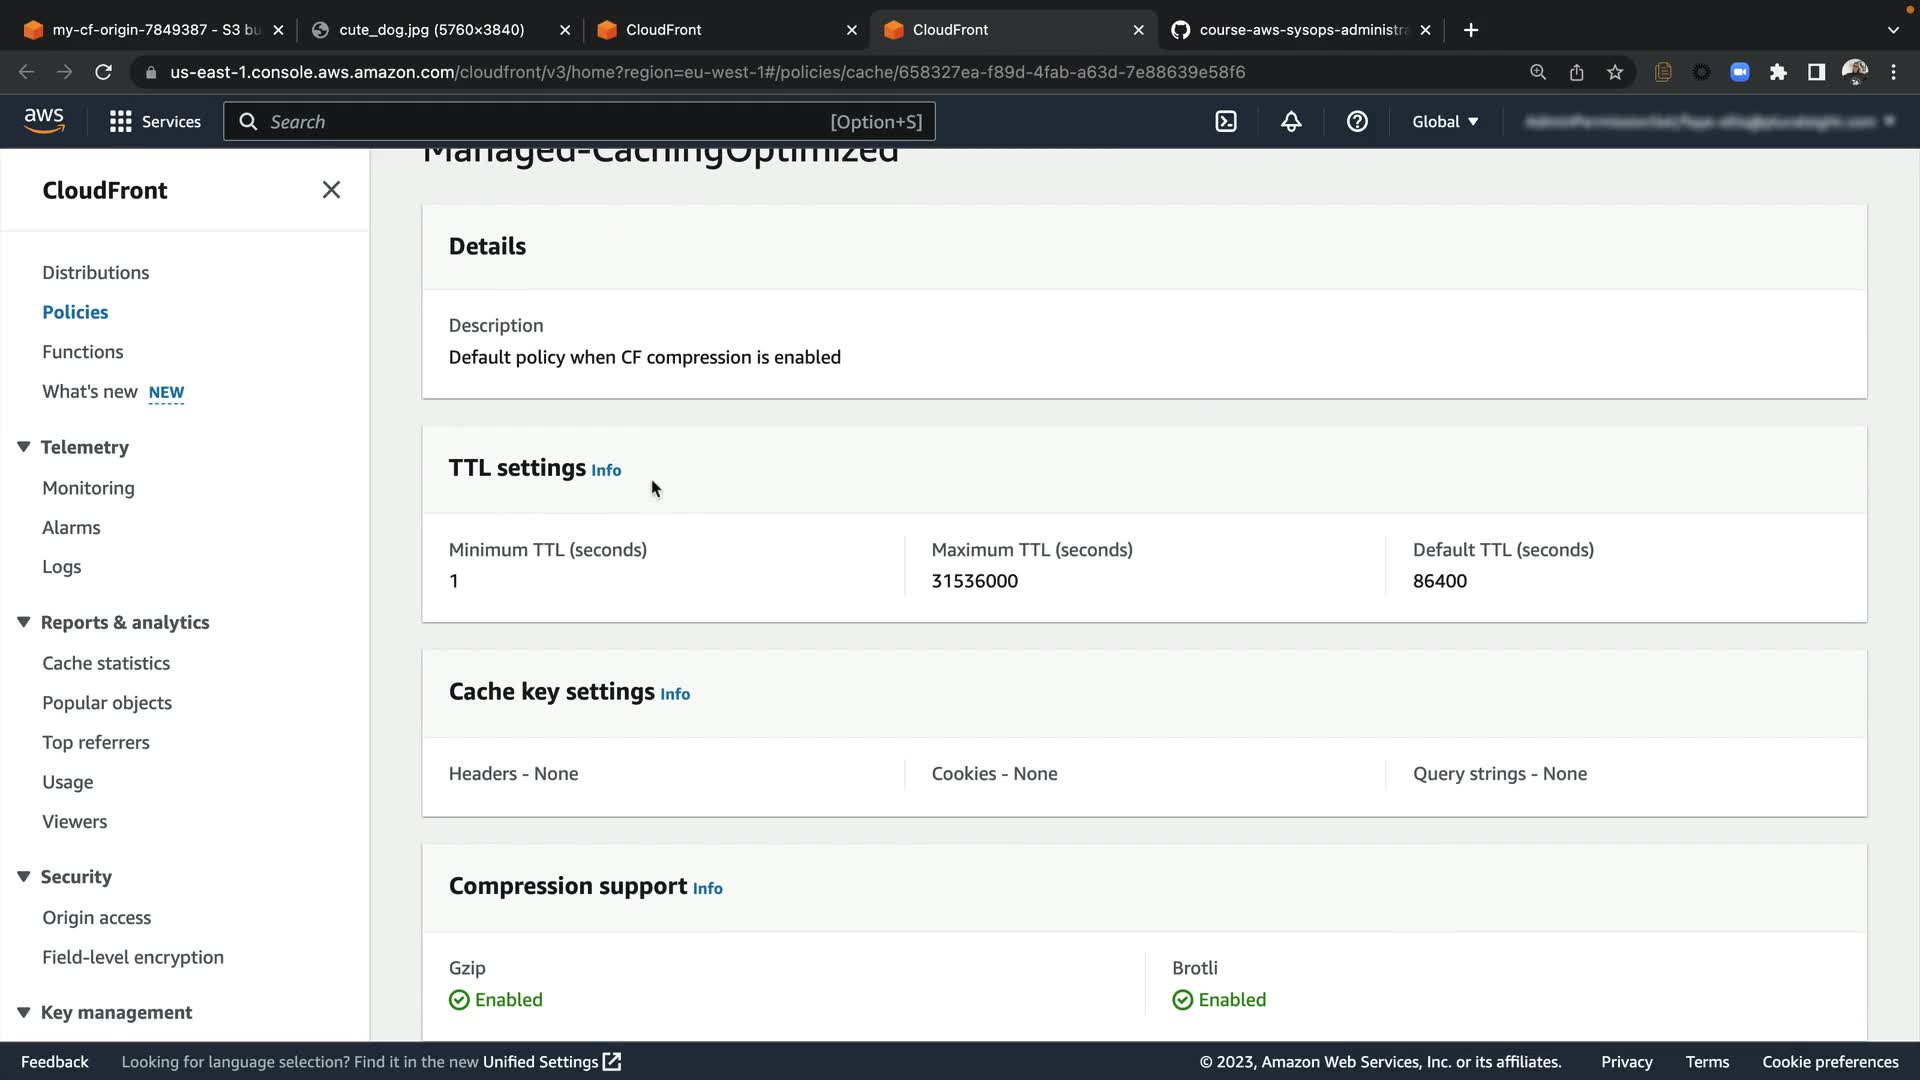 my-cf-origin-7849387 - S3 bu
cute_dog.jpg (5760×3840)
CloudFront
CloudFront
course-aws-sysops-administra
us-east-1.console.aws.amazon.com/cloudfront/v3/home?region=eu-west-1#/policies/cache/658327ea-f89d-4fab-a63d-7e88639e58f6
aws
Services
Search
[Option+S]
Global
CloudFront
Distributions
Policies
Functions
What's new NEW
Telemetry
Monitoring
Alarms
Logs
Reports & analytics
Cache statistics
Popular objects
Top referrers
Usage
Viewers
Security
Origin access
Field-level encryption
Key management
Managed-CachingOptimized
Details
Description
Default policy when CF compression is enabled
TTL settings Info
Minimum TTL (seconds)
1
Maximum TTL (seconds)
31536000
Default TTL (seconds)
86400
Cache key settings Info
Headers - None
Cookies - None
Query strings - None
Compression support Info
Gzip
Enabled
Brotli
Enabled
Feedback
Looking for language selection? Find it in the new Unified Settings
© 2023, Amazon Web Services, Inc. or its affiliates.
Privacy
Terms
Cookie preferences